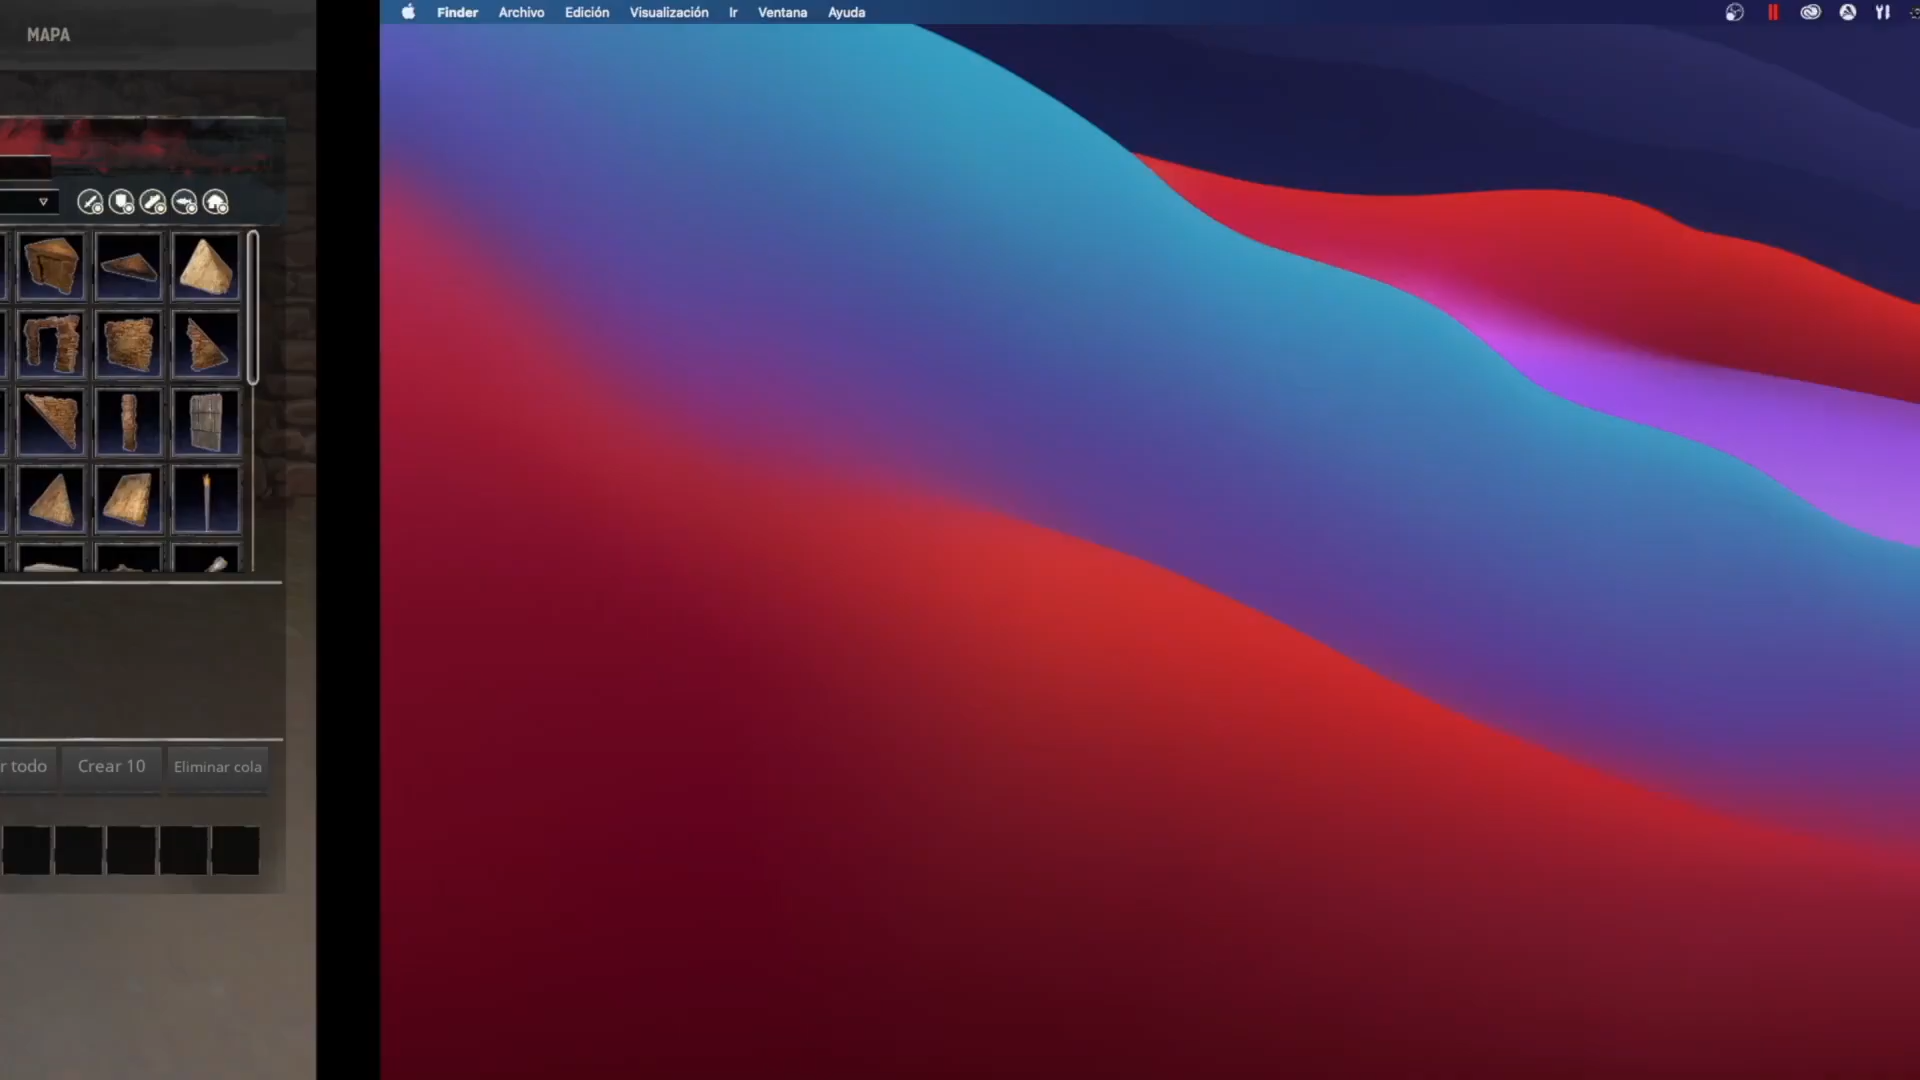 MAPA
Finder Archivo Edición Visualización Ir Ventana Ayuda
r todo
Crear 10
Eliminar cola